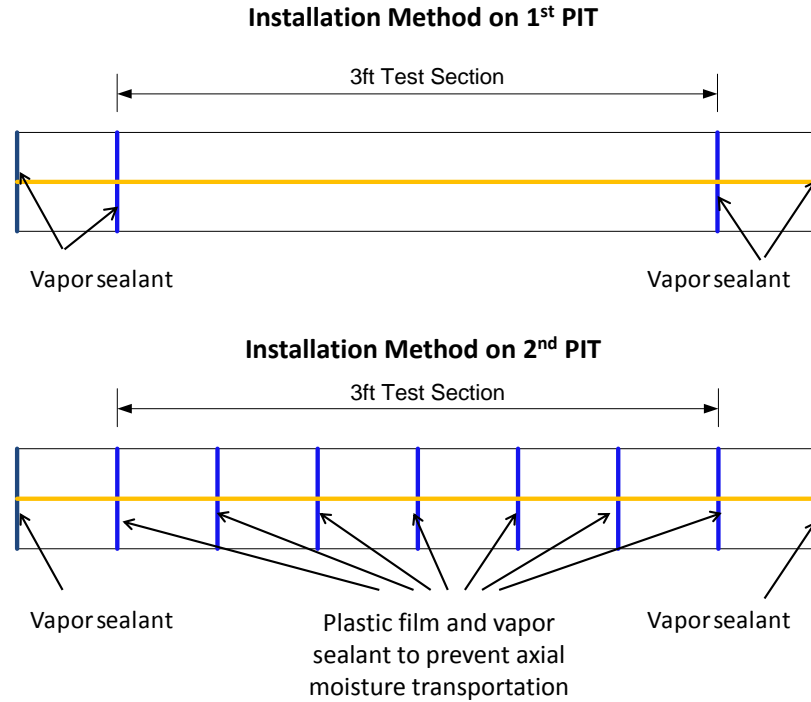 Installation Method on 1st PIT
3ft Test Section
Vapor sealant
Vapor sealant
Installation Method on 2nd PIT
3ft Test Section
Vapor sealant
Plastic film and vapor
sealant to prevent axial
moisture transportation
Vapor sealant